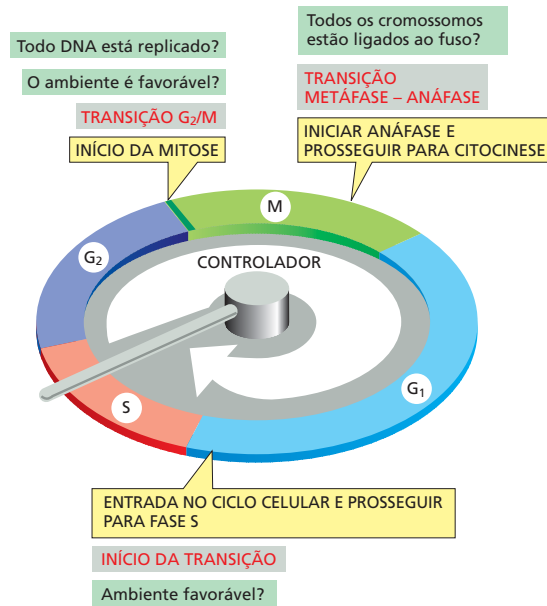 Todo DNA está replicado?
O ambiente é favorável?
TRANSIÇÃO G₂/M
INÍCIO DA MITOSE
Todos os cromossomos
estão ligados ao fuso?
TRANSIÇÃO
METÁFASE – ANÁFASE
INICIAR ANÁFASE E
PROSSEGUIR PARA CITOCINESE
M
G₂
CONTROLADOR
G₁
S
ENTRADA NO CICLO CELULAR E PROSSEGUIR
PARA FASE S
INÍCIO DA TRANSIÇÃO
Ambiente favorável?